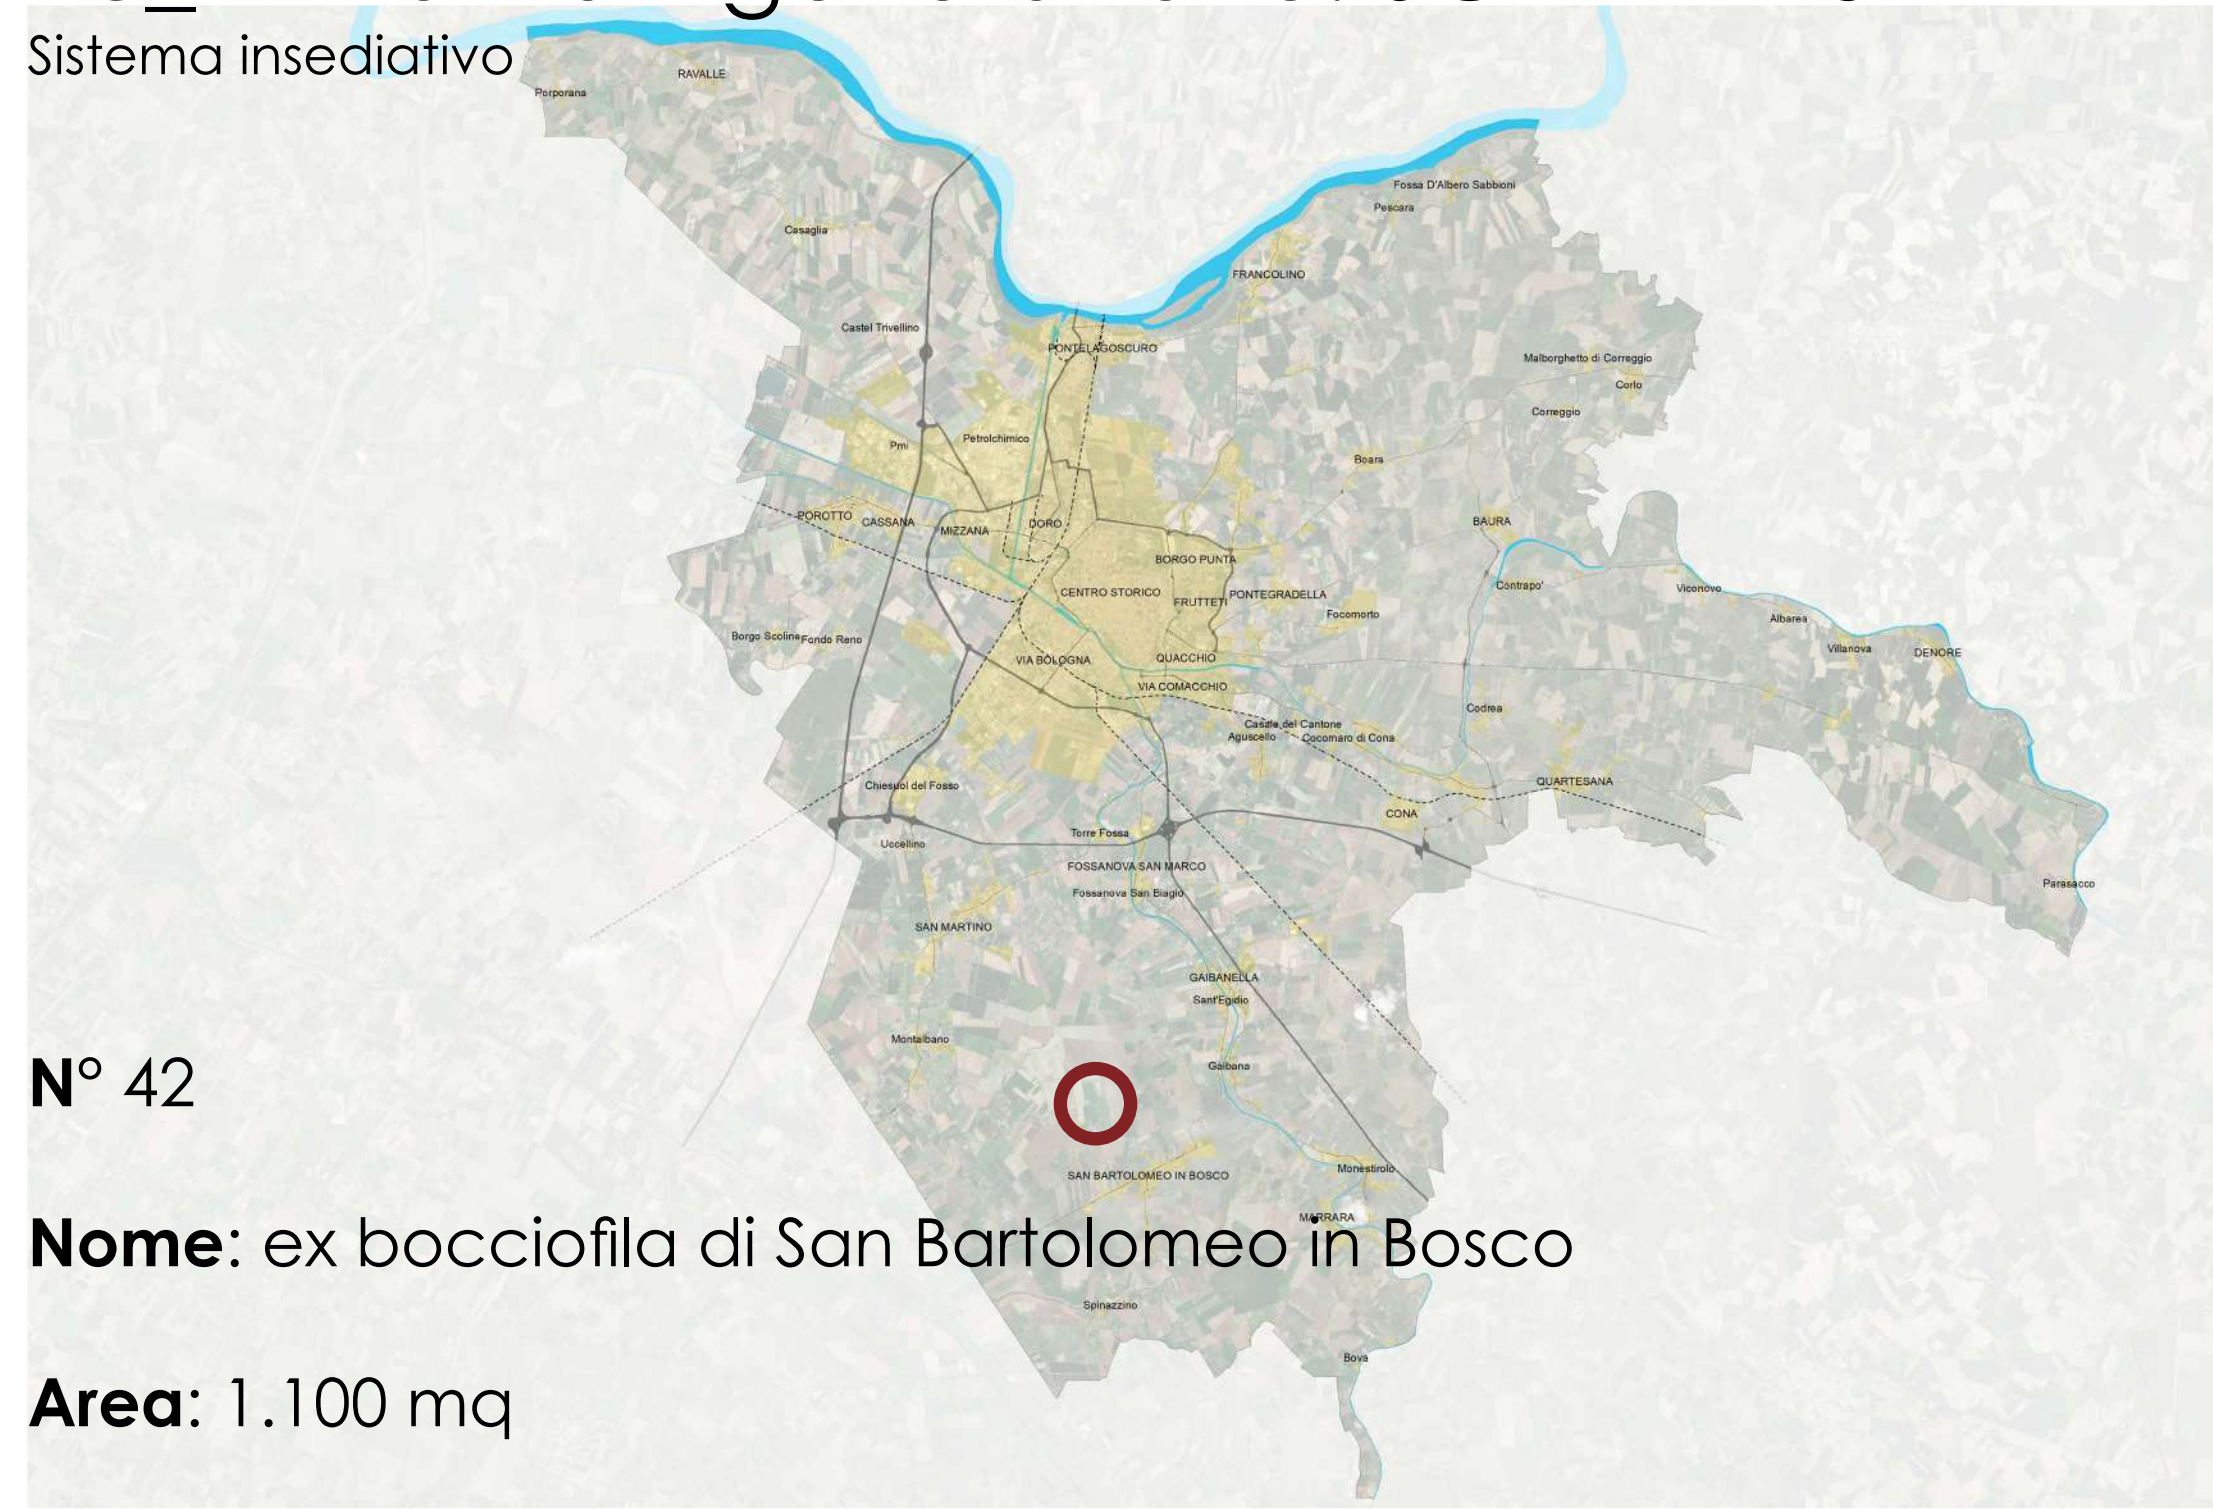 Sistema insediativo
RAVALLE
Porporana
Fossa D'Albero Sabbioni
Pescara
Casaglia
FRANCOLINO
Castel Trivellino
PONTELAGOSCURO
Malborghetto di Correggio
Corlo
Correggio
Petrolchimico
Pmi
Boara
POROTTO
CASSANA
MIZZANA
DORO
BAURA
BORGO PUNTA
CENTRO STORICO
FRUTTETI
PONTEGRADELLA
Contrapo'
Viconovo
Focomorto
Albarea
Borgo Scoline
Fondo Reno
Villanova
DENORE
VIA BOLOGNA
QUACCHIO
VIA COMACCHIO
Codrea
Casale del Cantone
Aguscello
Cocomaro di Cona
Chiesuol del Fosso
QUARTESANA
CONA
Torre Fossa
Uccellino
FOSSANOVA SAN MARCO
Fossanova San Biagio
Parasacco
SAN MARTINO
GAIBANELLA
Sant'Egidio
Montalbano
Gaibana
N° 42
SAN BARTOLOMEO IN BOSCO
Monestirolo
MARRARA
Nome: ex bocciofila di San Bartolomeo in Bosco
Spinazzino
Bova
Area: 1.100 mq